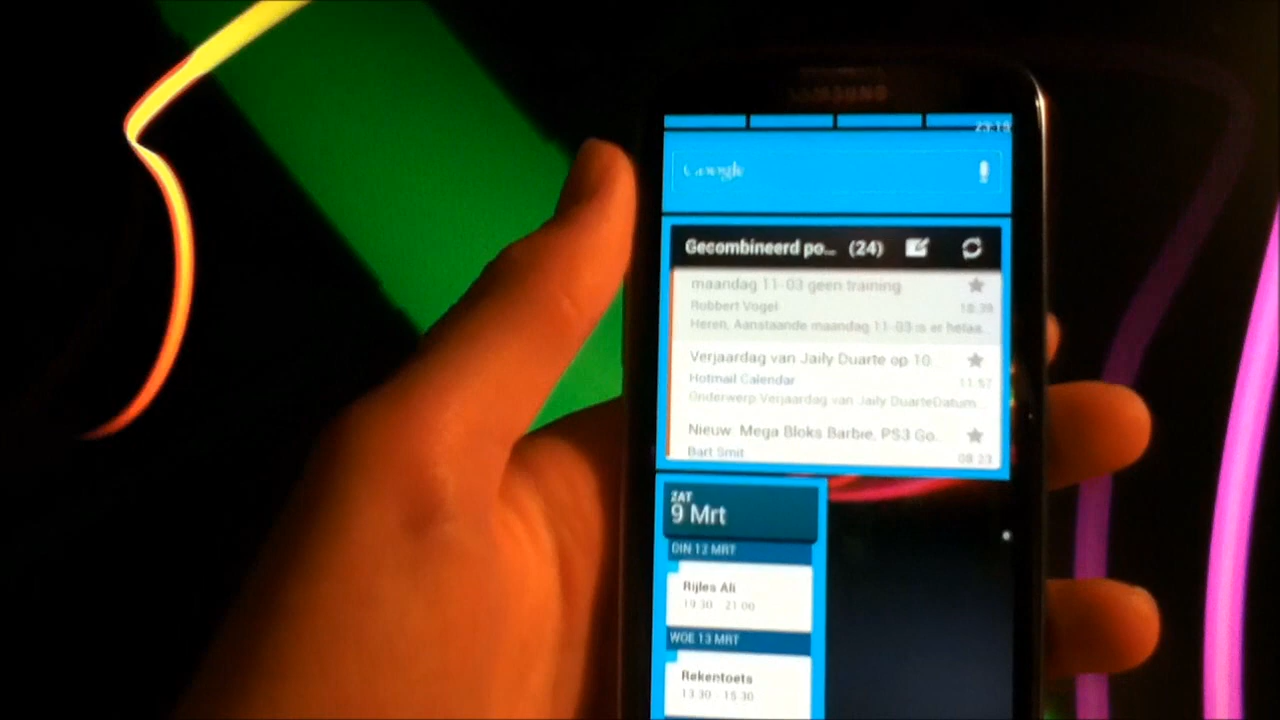 SAMSUNG
23:19
Google
Gecombineerd po... (24)
maandag 11-03 geen training
Robbert Vogel 18:39
Heren, Aanstaande maandag 11-03 is er helaa...
Verjaardag van Jaily Duarte op 10.
Hotmail Calendar 11:57
Onderwerp:Verjaardag van Jaily DuarteDatum...
Nieuw: Mega Bloks Barbie, PS3 Go.
Bart Smit 08:23
ZAT
9 Mrt
DIN 12 MRT
Rijles Ali
19:30 - 21:00
WOE 13 MRT
Rekentoets
13:30 - 15:30